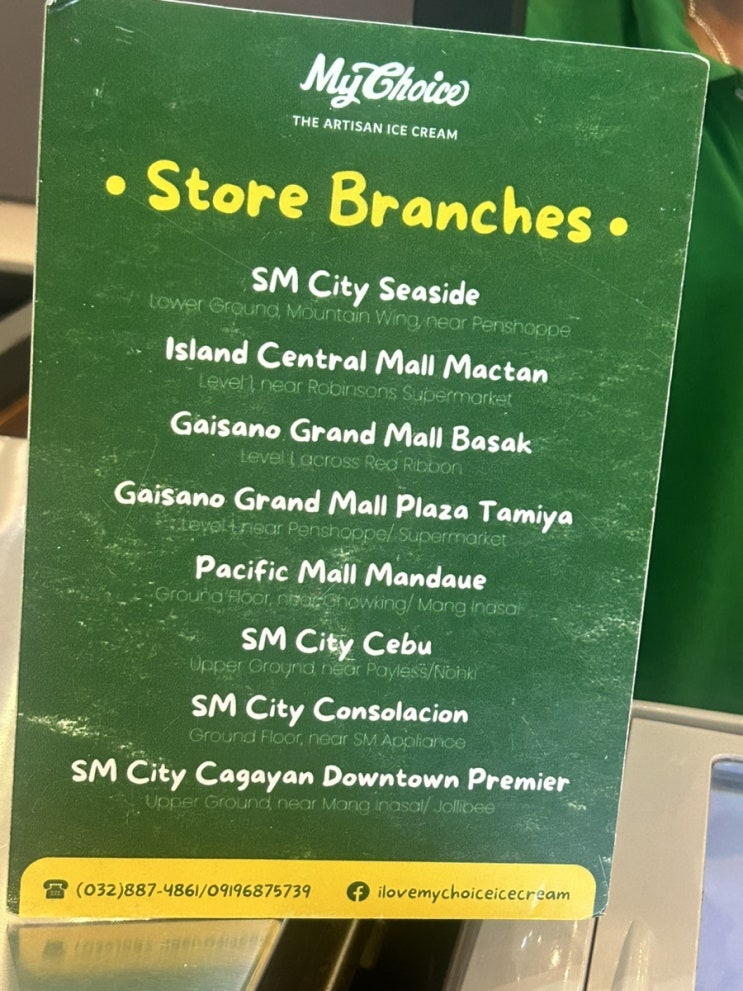 My Choice
THE ARTISAN ICE CREAM
• Store Branches •
SM City Seaside
Lower Ground, Mountain Wing, near Penshoppe
Island Central Mall Mactan
Level 1, near Robinsons Supermarket
Gaisano Grand Mall Basak
Level 1, across Red Ribbon
Gaisano Grand Mall Plaza Tamiya
Level 1, near Penshoppe/ Supermarket
Pacific Mall Mandaue
Ground Floor, near Chowking/ Mang Inasal
SM City Cebu
Upper Ground, near Payless/Nonki
SM City Consolacion
Ground Floor, near SM Appliance
SM City Cagayan Downtown Premier
Upper Ground, near Mang Inasal/ Jollibee
(032)887-4861/09196875739 ilovemychoiceicecream